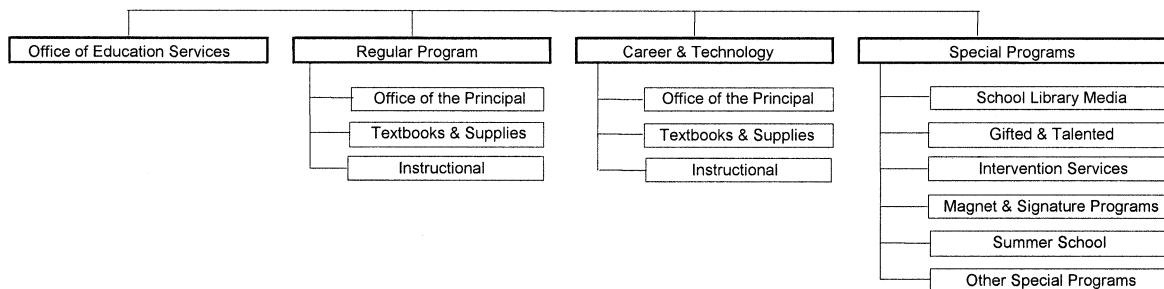 Office of Education Services
Regular Program
Office of the Principal
Textbooks & Supplies
Instructional
Career & Technology
Office of the Principal
Textbooks & Supplies
Instructional
Special Programs
School Library Media
Gifted & Talented
Intervention Services
Magnet & Signature Programs
Summer School
Other Special Programs